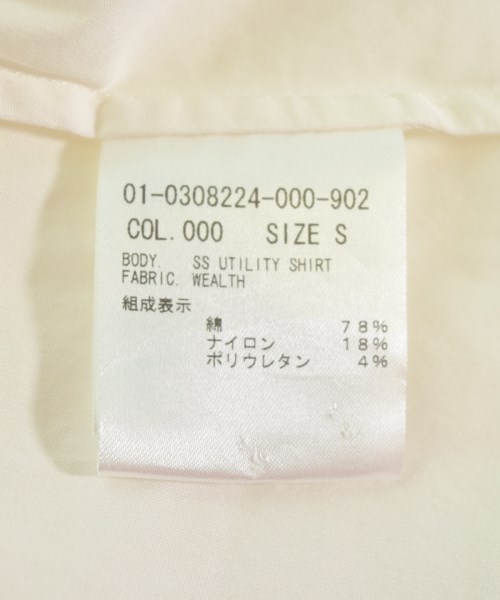 01-0308224-000-902
COL.000 SIZE S
BODY. SS UTILITY SHIRT
FABRIC. WEALTH
組成表示
綿 78%
ナイロン 18%
ポリウレタン 4%